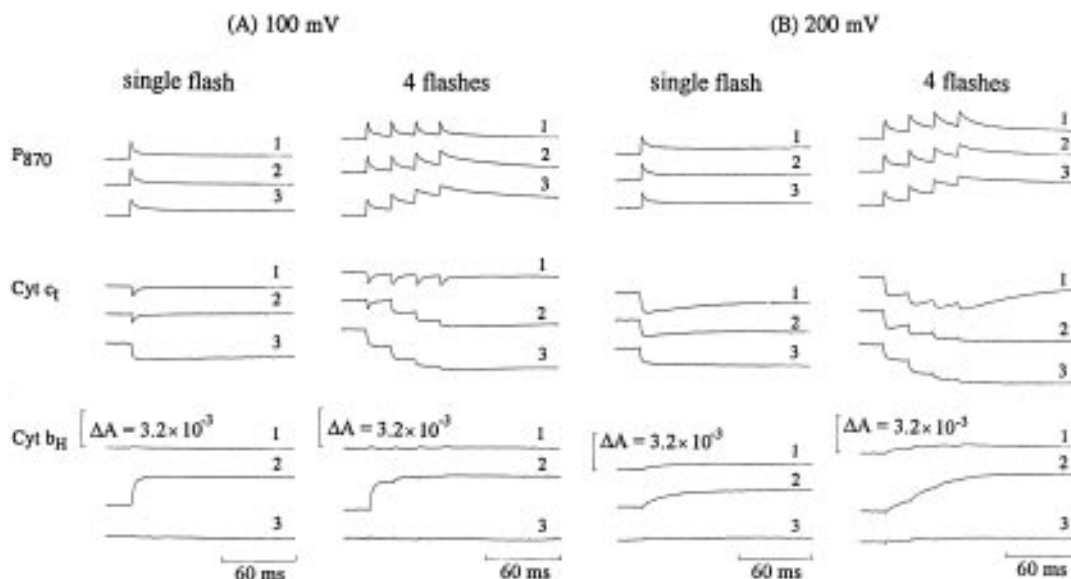 (A) 100 mV (B) 200 mV
single flash 4 flashes single flash 4 flashes
P870
1 1 1 1
2 2 2 2
3 3 3 3
Cyt ct
1 1 1 1
2 2 2 2
3 3 3 3
Cyt bH
ΔA = 3.2×10-3 ΔA = 3.2×10-3 ΔA = 3.2×10-3 ΔA = 3.2×10-3
1 1 1 1
2 2 2 2
3 3 3 3
60 ms 60 ms 60 ms 60 ms